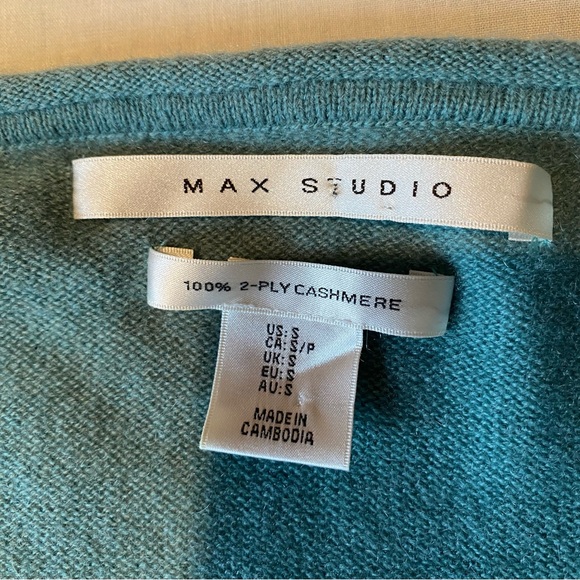 MAX STUDIO
100% 2-PLY CASHMERE
US: S
CA: S/P
UK: S
EU: S
AU: S
MADE IN
CAMBODIA